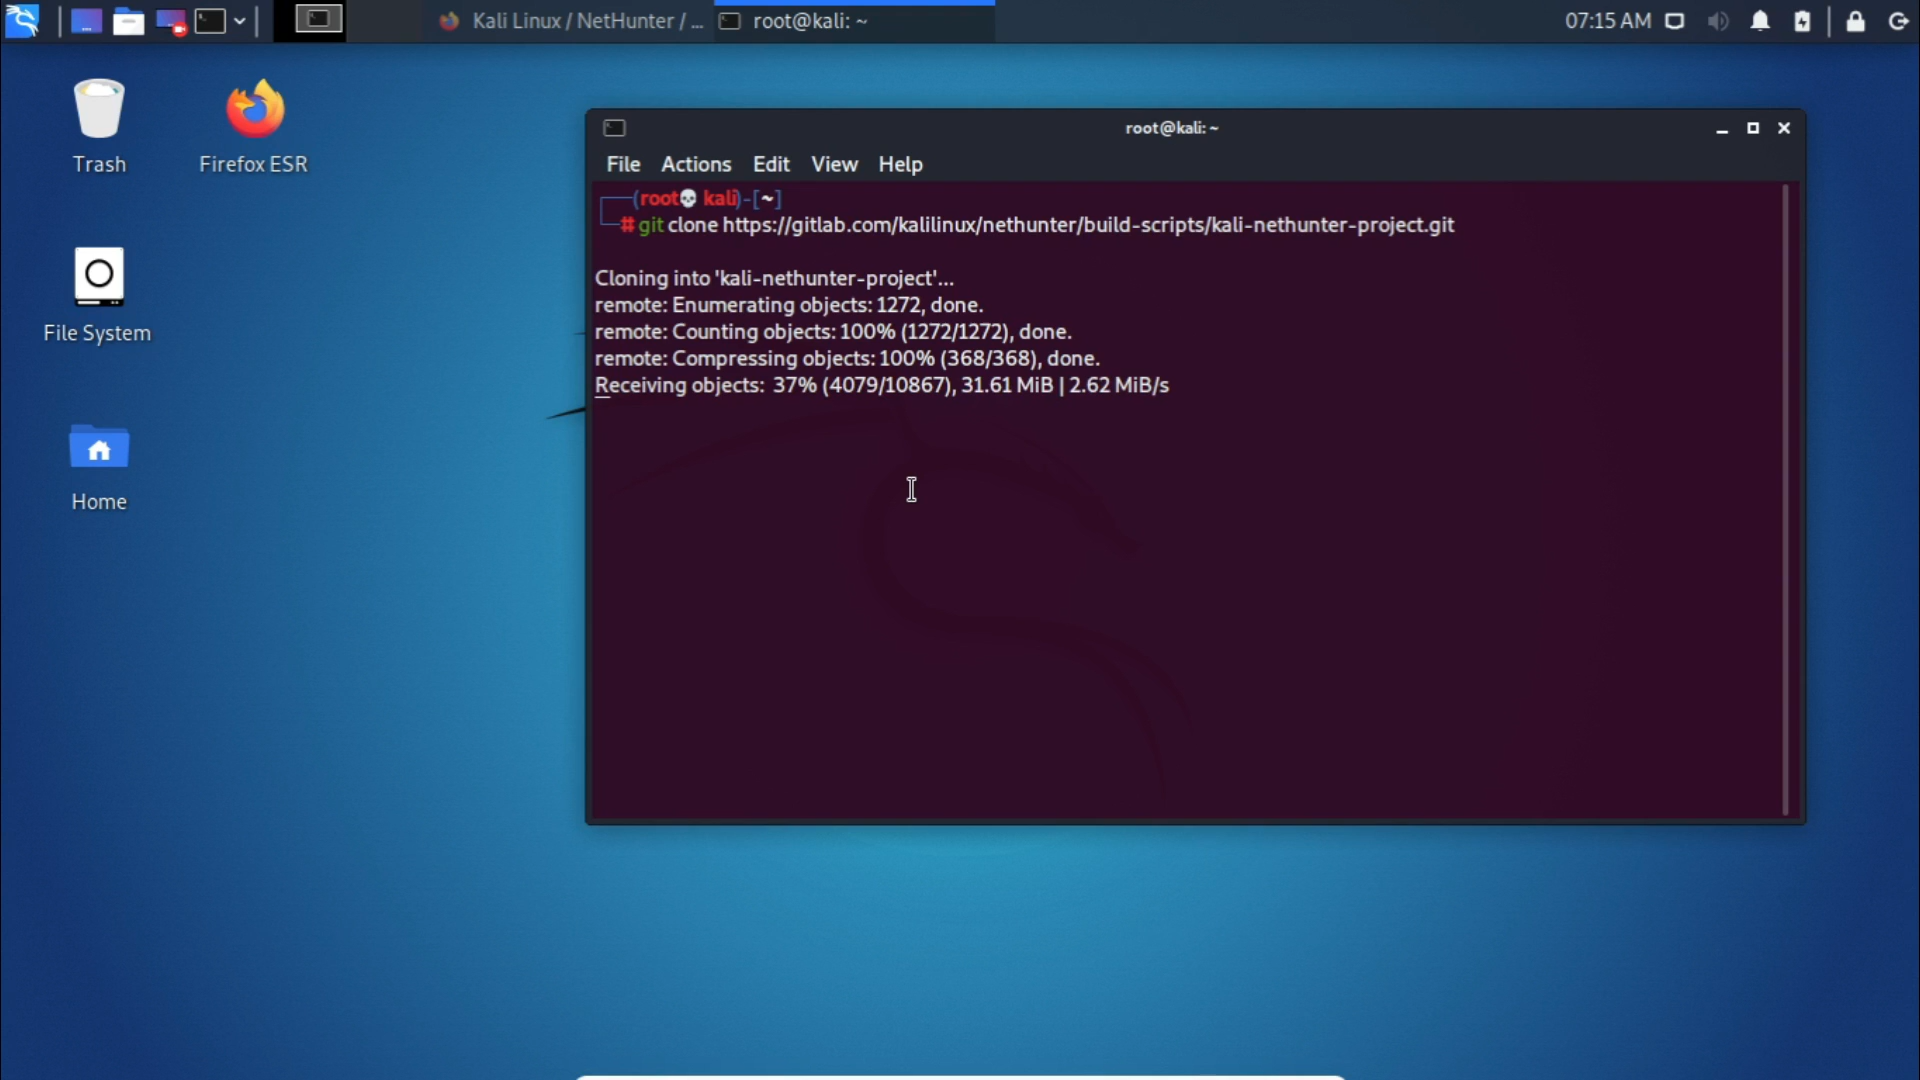 Kali Linux / NetHunter / ...
root@kali: ~
07:15 AM
Trash
Firefox ESR
File System
Home
root@kali: ~
File Actions Edit View Help
(root💀kali)-[~]
# git clone https://gitlab.com/kalilinux/nethunter/build-scripts/kali-nethunter-project.git
Cloning into 'kali-nethunter-project'...
remote: Enumerating objects: 1272, done.
remote: Counting objects: 100% (1272/1272), done.
remote: Compressing objects: 100% (368/368), done.
Receiving objects:  37% (4079/10867), 31.61 MiB | 2.62 MiB/s